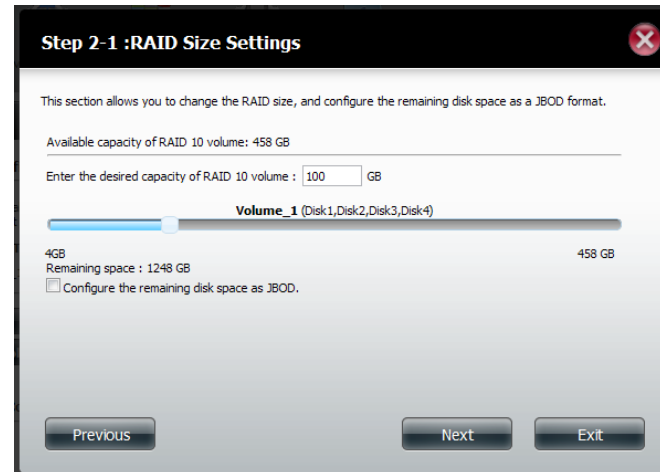 Step 2-1 :RAID Size Settings
This section allows you to change the RAID size, and configure the remaining disk space as a JBOD format.
Available capacity of RAID 10 volume: 458 GB
Enter the desired capacity of RAID 10 volume : 100 GB
Volume_1 (Disk1,Disk2,Disk3,Disk4)
4GB 458 GB
Remaining space : 1248 GB
Configure the remaining disk space as JBOD.
Previous Next Exit